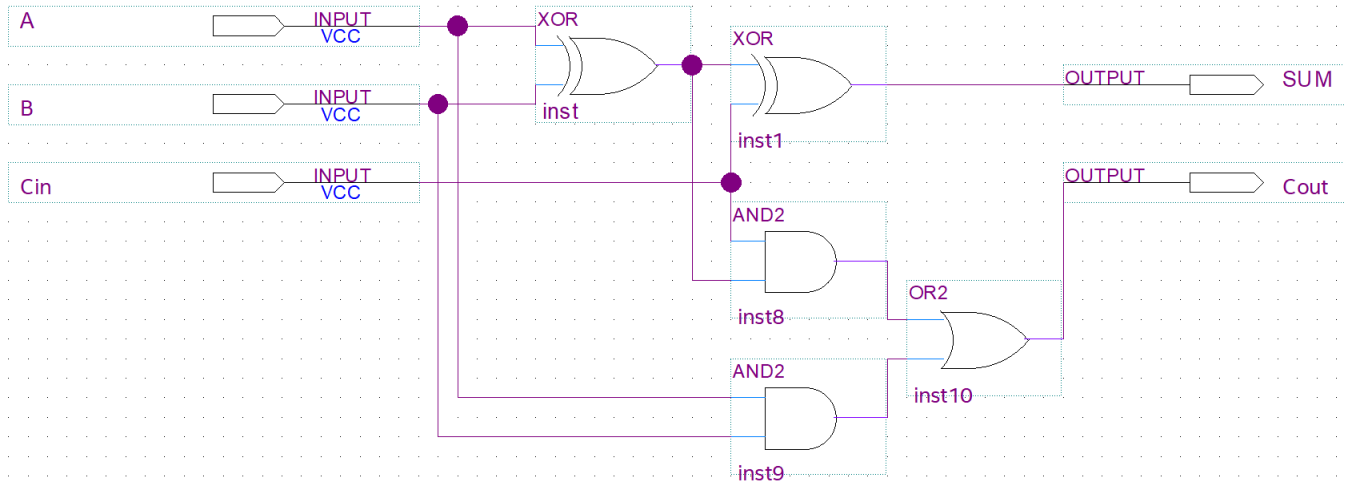 A
INPUT
VCC
XOR
inst
XOR
inst1
OUTPUT
SUM
B
INPUT
VCC
Cin
INPUT
VCC
OUTPUT
Cout
AND2
inst8
OR2
inst10
AND2
inst9